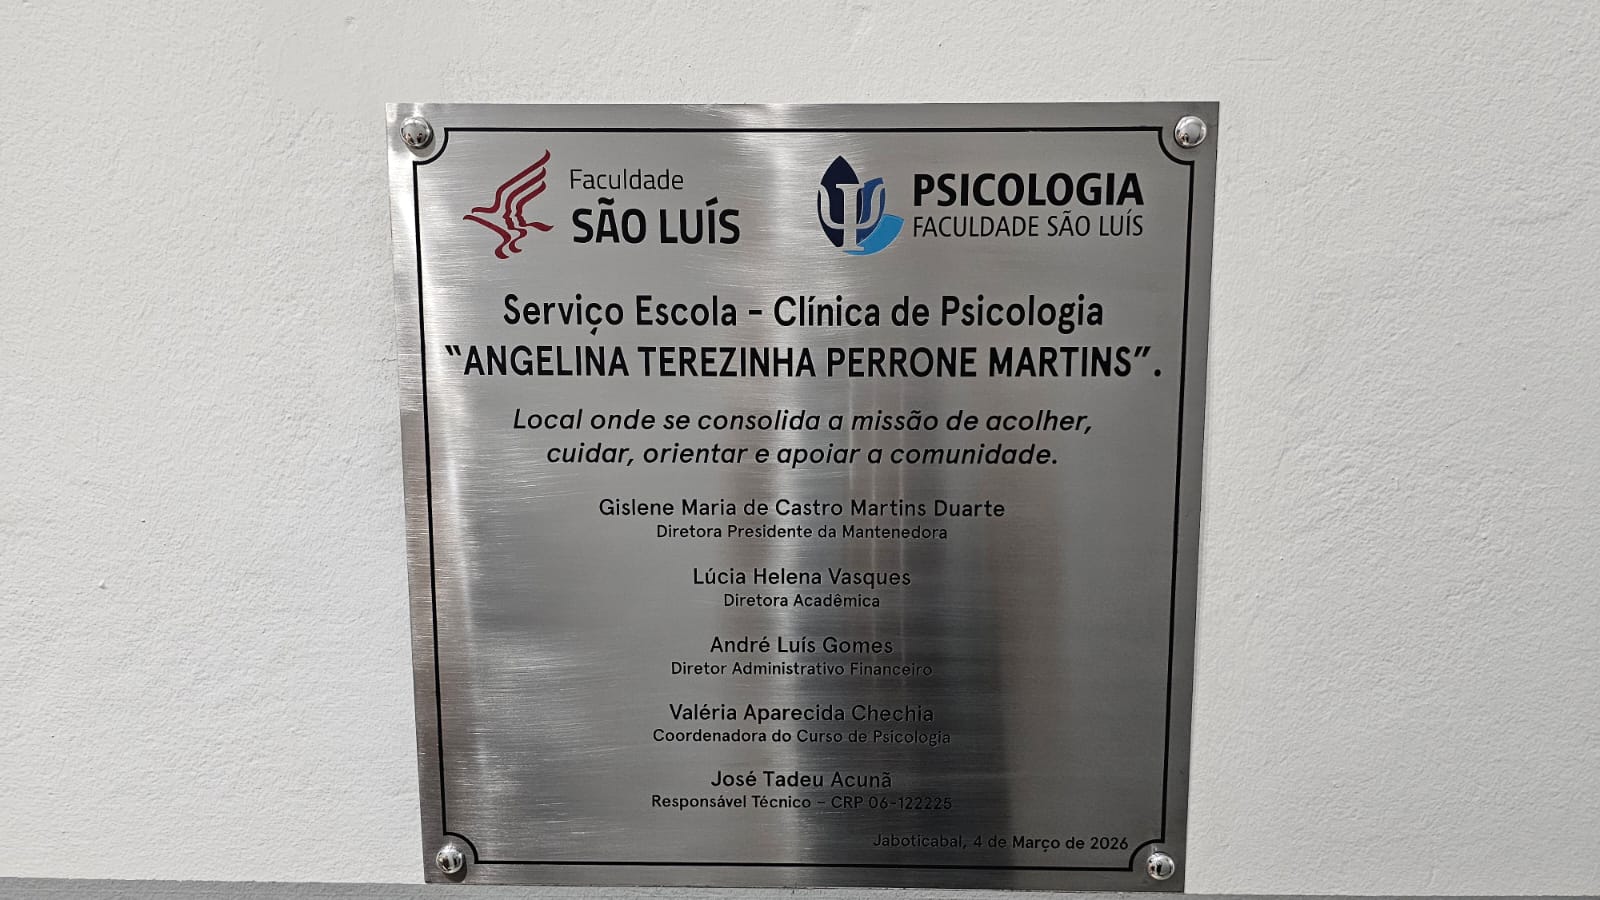 Faculdade
SÃO LUÍS
PSICOLOGIA
FACULDADE SÃO LUÍS
Serviço Escola - Clínica de Psicologia
"ANGELINA TEREZINHA PERRONE MARTINS".
Local onde se consolida a missão de acolher,
cuidar, orientar e apoiar a comunidade.
Gislene Maria de Castro Martins Duarte
Diretora Presidente da Mantenedora
Lúcia Helena Vasques
Diretora Acadêmica
André Luís Gomes
Diretor Administrativo Financeiro
Valéria Aparecida Chechia
Coordenadora do Curso de Psicologia
José Tadeu Acunã
Responsável Técnico – CRP 06-122225
Jaboticabal, 4 de Março de 2026